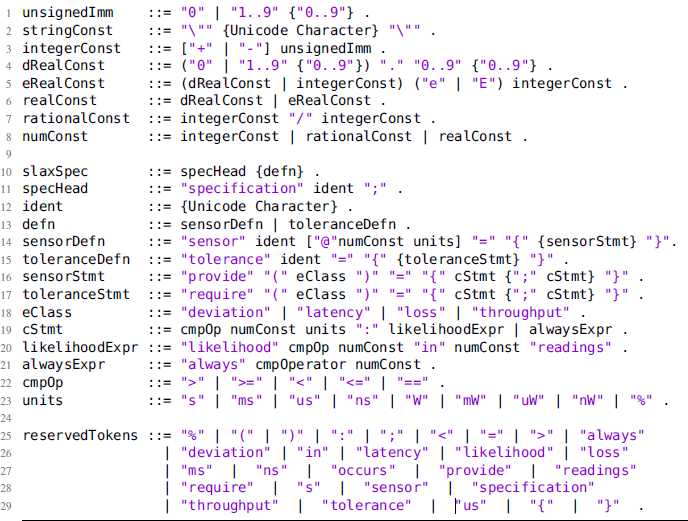 1 unsignedImm ::= "0" | "1..9" {"0..9"} .
2 stringConst ::= "\"" {Unicode Character} "\"" .
3 integerConst ::= ["+" | "-"] unsignedImm .
4 dRealConst ::= ("0" | "1..9" {"0..9"}) "." "0..9" {"0..9"} .
5 eRealConst ::= (dRealConst | integerConst) ("e" | "E") integerConst .
6 realConst ::= dRealConst | eRealConst .
7 rationalConst ::= integerConst "/" integerConst .
8 numConst ::= integerConst | rationalConst | realConst .
9
10 slaxSpec ::= specHead {defn} .
11 specHead ::= "specification" ident ";" .
12 ident ::= {Unicode Character} .
13 defn ::= sensorDefn | toleranceDefn .
14 sensorDefn ::= "sensor" ident ["@"numConst units] "=" "{" {sensorStmt} "}".
15 toleranceDefn ::= "tolerance" ident "=" "{" {toleranceStmt} "}" .
16 sensorStmt ::= "provide" "(" eClass ")" "=" "{" cStmt {";" cStmt} "}" .
17 toleranceStmt ::= "require" "(" eClass ")" "=" "{" cStmt {";" cStmt} "}" .
18 eClass ::= "deviation" | "latency" | "loss" | "throughput" .
19 cStmt ::= cmpOp numConst units ":" likelihoodExpr | alwaysExpr .
20 likelihoodExpr ::= "likelihood" cmpOp numConst "in" numConst "readings" .
21 alwaysExpr ::= "always" cmpOperator numConst .
22 cmpOp ::= ">" | ">=" | "<" | "<=" | "==" .
23 units ::= "s" | "ms" | "us" | "ns" | "W" | "mW" | "uW" | "nW" | "%" .
24
25 reservedTokens ::= "%" | "(" | ")" | ":" | ";" | "<" | "=" | ">" | "always"
26 | "deviation" | "in" | "latency" | "likelihood" | "loss"
27 | "ms" | "ns" | "occurs" | "provide" | "readings"
28 | "require" | "s" | "sensor" | "specification"
29 | "throughput" | "tolerance" | "us" | "{" | "}" .